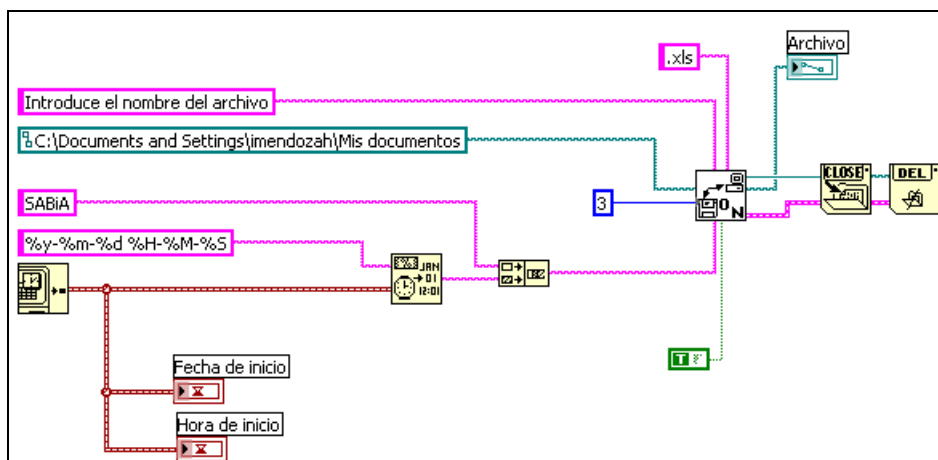 Archivo
.xls
Introduce el nombre del archivo
C:\Documents and Settings\imendozah\Mis documentos
CLOSE
DEL
3
O
N
SABiA
%y-%m-%d %H-%M-%S
JAN
01
12:01
T
Fecha de inicio
Hora de inicio